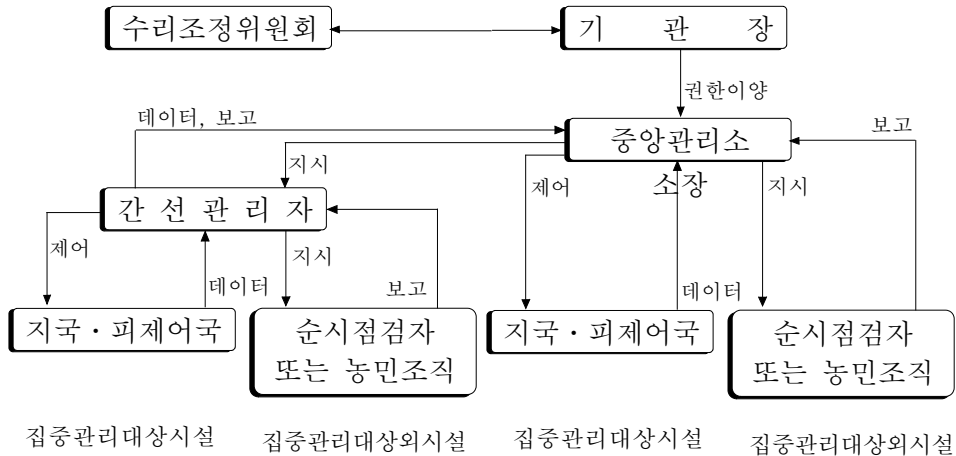 수리조정위원회
기 관 장
권한이양
데이터, 보고
중앙관리소
소장
보고
지시
제어
지시
간 선 관 리 자
제어
지시
데이터
보고
데이터
지국·피제어국
순시점검자
또는 농민조직
지국·피제어국
순시점검자
또는 농민조직
집중관리대상시설
집중관리대상외시설
집중관리대상시설
집중관리대상외시설